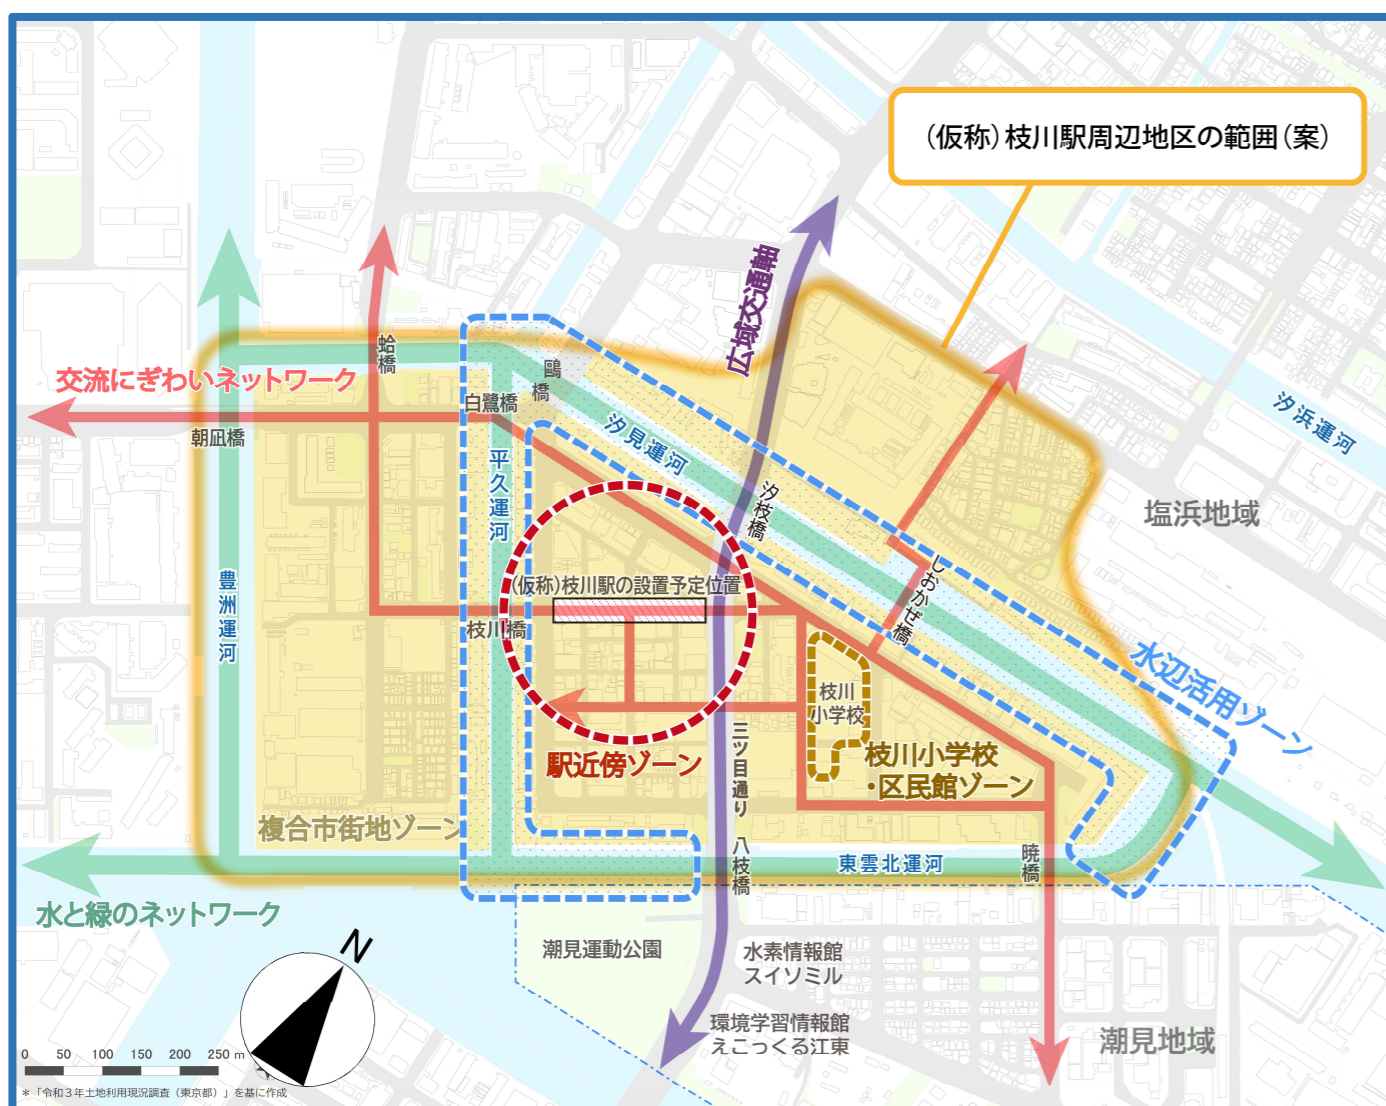 (仮称)枝川駅周辺地区の範囲(案)
広域交通軸
蛤橋
鷗橋
交流にぎわいネットワーク
白鷺橋
朝凪橋
汐見運河
汐浜運河
平久運河
汐枝橋
塩浜地域
しおかぜ橋
豊洲運河
(仮称)枝川駅の設置予定位置
枝川橋
水辺活用ゾーン
枝川
小学校
駅近傍ゾーン
三ツ目通り
枝川小学校
・区民館ゾーン
複合市街地ゾーン
八枝橋
東雲北運河
暁橋
水と緑のネットワーク
N
潮見運動公園
水素情報館
スイソミル
環境学習情報館
えこっくる江東
潮見地域
0 50 100 150 200 250 m
*「令和3年土地利用現況調査(東京都)」を基に作成